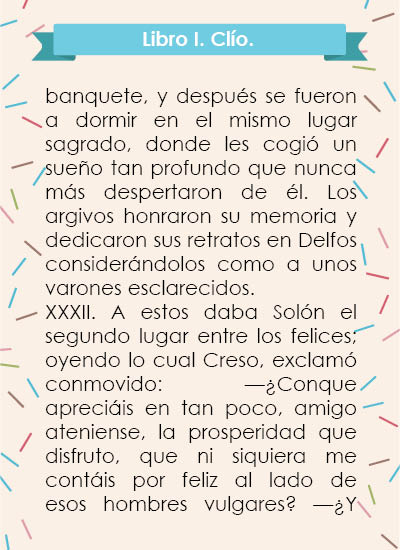 Libro I. Clío.
banquete, y después se fueron
a dormir en el mismo lugar
sagrado, donde les cogió un
sueño tan profundo que nunca
más despertaron de él. Los
argivos honraron su memoria y
dedicaron sus retratos en Delfos
considerándolos como a unos
varones esclarecidos.
XXXII. A estos daba Solón el
segundo lugar entre los felices;
oyendo lo cual Creso, exclamó
conmovido: —¿Conque
apreciáis en tan poco, amigo
ateniense, la prosperidad que
disfruto, que ni siquiera me
contáis por feliz al lado de
esos hombres vulgares? —¿Y